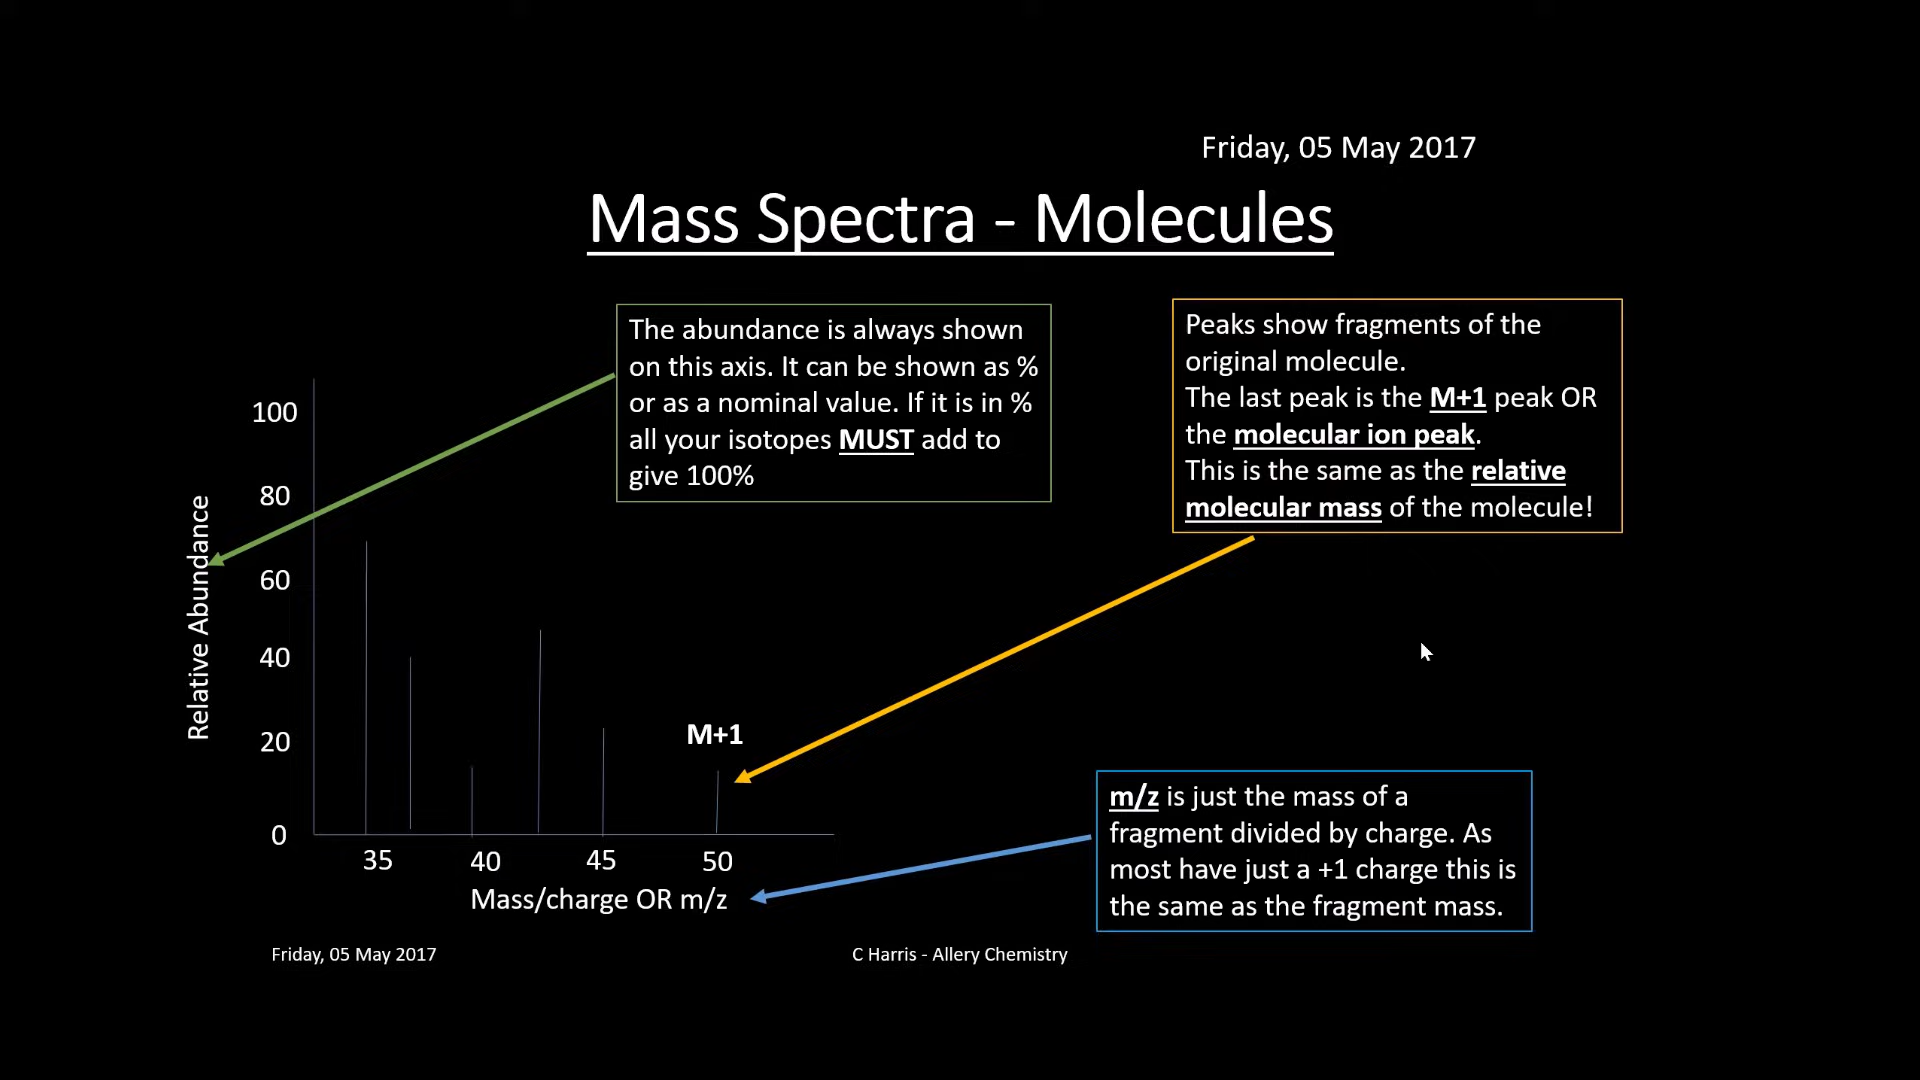 Friday, 05 May 2017
Mass Spectra - Molecules
The abundance is always shown
on this axis. It can be shown as %
or as a nominal value. If it is in %
all your isotopes MUST add to
give 100%
Peaks show fragments of the
original molecule.
The last peak is the M+1 peak OR
the molecular ion peak.
This is the same as the relative
molecular mass of the molecule!
Relative Abundance
100
80
60
40
20
0
M+1
35 40 45 50
Mass/charge OR m/z
m/z is just the mass of a
fragment divided by charge. As
most have just a +1 charge this is
the same as the fragment mass.
Friday, 05 May 2017
C Harris - Allery Chemistry